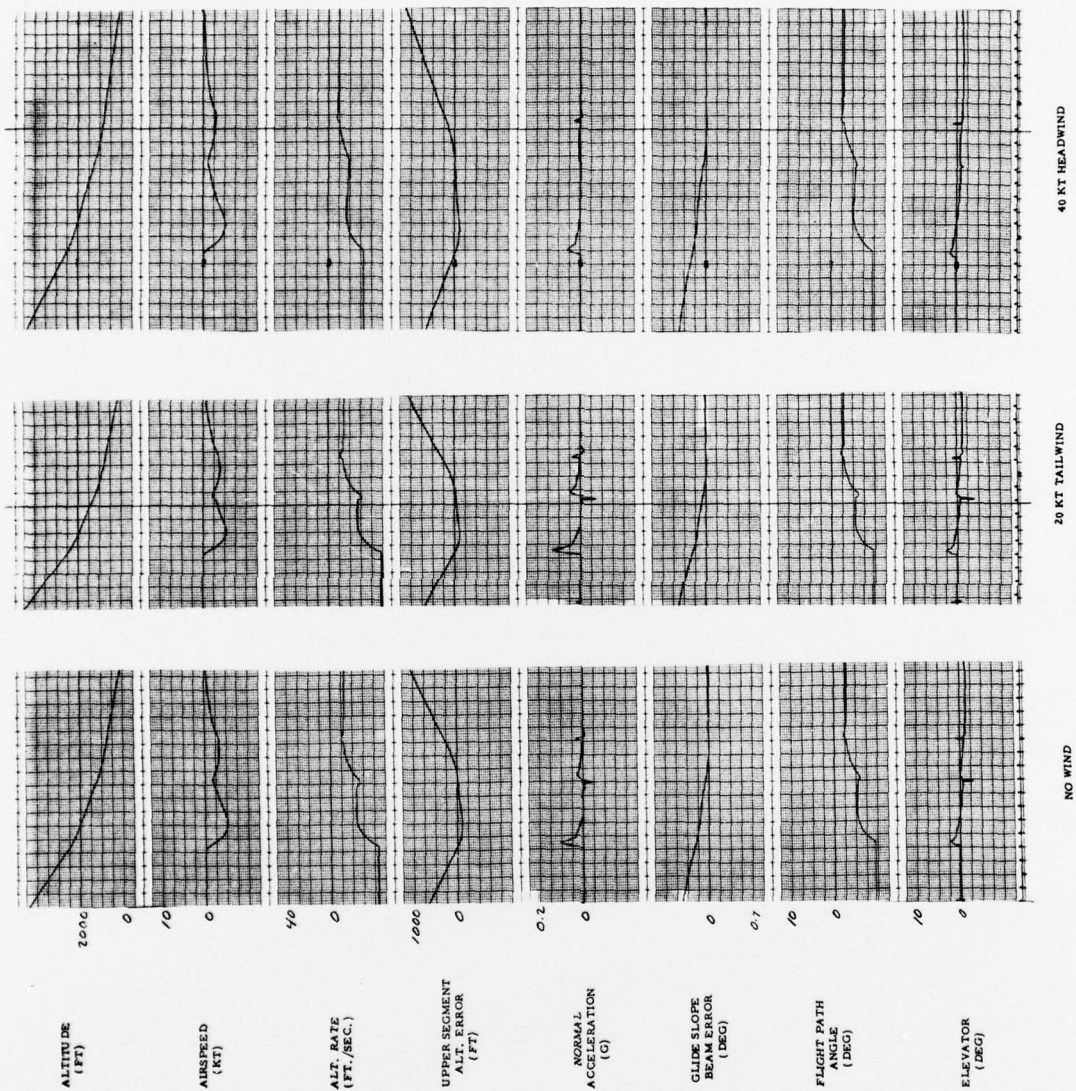 ALTITUDE
(FT)
2000
0
AIRSPEED
(KT)
10
0
ALT. RATE
(FT./SEC.)
40
0
UPPER SEGMENT
ALT. ERROR
(FT)
1000
0
NORMAL
ACCELERATION
(G)
0.2
0
GLIDE SLOPE
BEAM ERROR
(DEG)
0
0.7
FLIGHT PATH
ANGLE
(DEG)
10
0
ELEVATOR
(DEG)
10
0
NO WIND
20 KT TAILWIND
40 KT HEADWIND